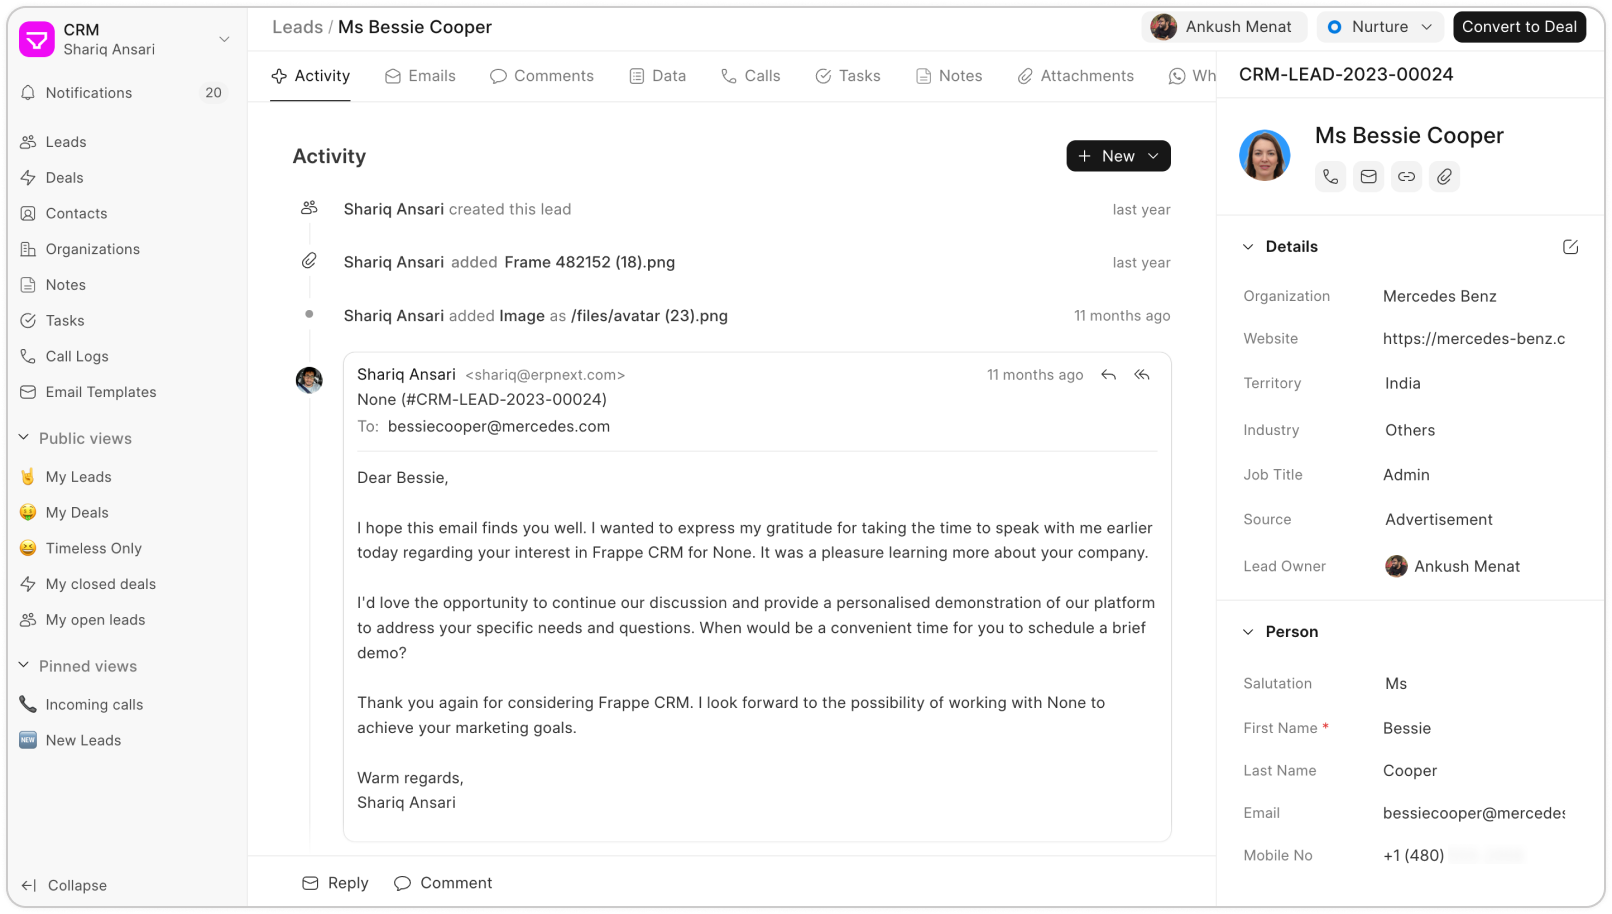 CRM
Shariq Ansari
Notifications 20
Leads
Deals
Contacts
Organizations
Notes
Tasks
Call Logs
Email Templates
Public views
My Leads
My Deals
Timeless Only
My closed deals
My open leads
Pinned views
Incoming calls
NEW New Leads
Collapse
Leads / Ms Bessie Cooper
Ankush Menat
Nurture
Convert to Deal
Activity Emails Comments Data Calls Tasks Notes Attachments Wh
Activity
New
Shariq Ansari created this lead last year
Shariq Ansari added Frame 482152 (18).png last year
Shariq Ansari added Image as /files/avatar (23).png 11 months ago
Shariq Ansari <shariq@erpnext.com> 11 months ago
None (#CRM-LEAD-2023-00024)
To: bessiecooper@mercedes.com
Dear Bessie,
I hope this email finds you well. I wanted to express my gratitude for taking the time to speak with me earlier
today regarding your interest in Frappe CRM for None. It was a pleasure learning more about your company.
I'd love the opportunity to continue our discussion and provide a personalised demonstration of our platform
to address your specific needs and questions. When would be a convenient time for you to schedule a brief
demo?
Thank you again for considering Frappe CRM. I look forward to the possibility of working with None to
achieve your marketing goals.
Warm regards,
Shariq Ansari
Reply Comment
CRM-LEAD-2023-00024
Ms Bessie Cooper
Details
Organization Mercedes Benz
Website https://mercedes-benz.c
Territory India
Industry Others
Job Title Admin
Source Advertisement
Lead Owner Ankush Menat
Person
Salutation Ms
First Name * Bessie
Last Name Cooper
Email bessiecooper@mercedes
Mobile No +1 (480)